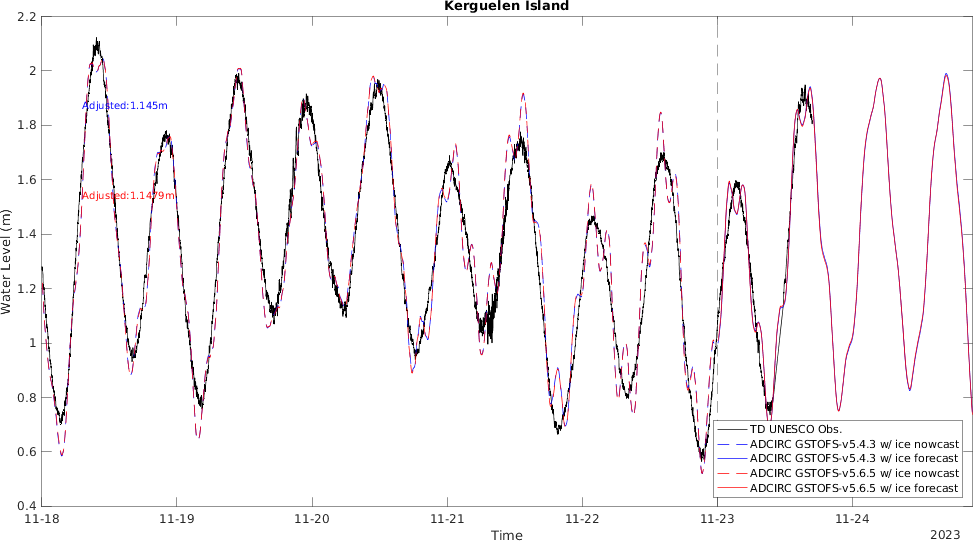 Kerguelen Island
2.2
2
1.8
1.6
1.4
1.2
1
0.8
0.6
0.4
Water Level (m)
Adjusted:1.145m
Adjusted:1.1479m
TD UNESCO Obs.
ADCIRC GSTOFS-v5.4.3 w/ ice nowcast
ADCIRC GSTOFS-v5.4.3 w/ ice forecast
ADCIRC GSTOFS-v5.6.5 w/ ice nowcast
ADCIRC GSTOFS-v5.6.5 w/ ice forecast
11-18 11-19 11-20 11-21 11-22 11-23 11-24
Time
2023